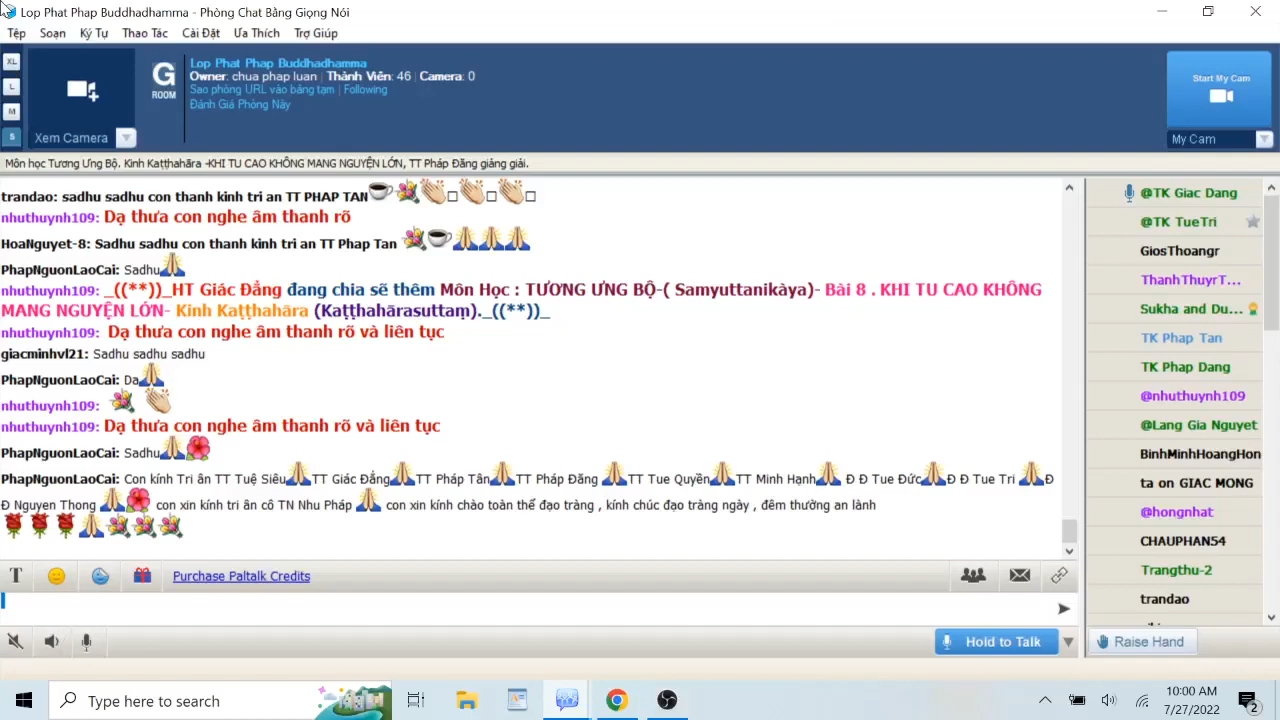 Lop Phat Phap Buddhadhamma - Phòng Chat Bằng Giọng Nói
Tệp Soạn Ký Tự Thao Tác Cài Đặt Ưa Thích Trợ Giúp
XL
L
M
S
Xem Camera
G
ROOM
Lop Phat Phap Buddhadhamma
Owner: chua phap luan | Thành Viên: 46 | Camera: 0
Sao phỏng URL vào bảng tạm | Following
Đánh Giá Phòng Này
Start My Cam
My Cam
Môn học Tương Ưng Bộ. Kinh Kaṭṭhahāra -KHI TU CAO KHÔNG MANG NGUYỆN LỚN, TT Pháp Đăng giảng giải.
trandao: sadhu sadhu con thanh kinh tri an TT PHAP TAN
nhuthuynh109: Dạ thưa con nghe âm thanh rõ
HoaNguyet-8: Sadhu sadhu con thanh kinh tri an TT Phap Tan
PhapNguonLaoCai: Sadhu
nhuthuynh109: _((**))_HT Giác Đẳng đang chia sẽ thêm Môn Học : TƯƠNG ƯNG BỘ-( Samyuttanikàya)- Bài 8 . KHI TU CAO KHÔNG
MANG NGUYỆN LỚN- Kinh Kaṭṭhahāra (Kaṭṭhahārasuttaṃ)._((**))_
nhuthuynh109: Dạ thưa con nghe âm thanh rõ và liên tục
giacminhvl21: Sadhu sadhu sadhu
PhapNguonLaoCai: Da
nhuthuynh109:
nhuthuynh109: Dạ thưa con nghe âm thanh rõ và liên tục
PhapNguonLaoCai: Sadhu
PhapNguonLaoCai: Con kính Tri ân TT Tuệ Siêu TT Giác Đẳng TT Pháp Tân TT Pháp Đăng TT Tue Quyền TT Minh Hạnh Đ Đ Tue Đức Đ Đ Tue Tri Đ
Đ Nguyen Thong con xin kính tri ân cô TN Nhu Pháp con xin kính chào toàn thể đạo tràng , kính chúc đạo tràng ngày , đêm thường an lành
@TK Giac Dang
@TK TueTri
GiosThoangr
ThanhThuyrT...
Sukha and Du...
TK Phap Tan
TK Phap Dang
@nhuthuynh109
@Lang Gia Nguyet
BinhMinhHoangHon
ta on GIAC MONG
@hongnhat
CHAUPHAN54
Trangthu-2
trandao
T Purchase Paltalk Credits
Hold to Talk
Raise Hand
Type here to search
10:00 AM
7/27/2022
2